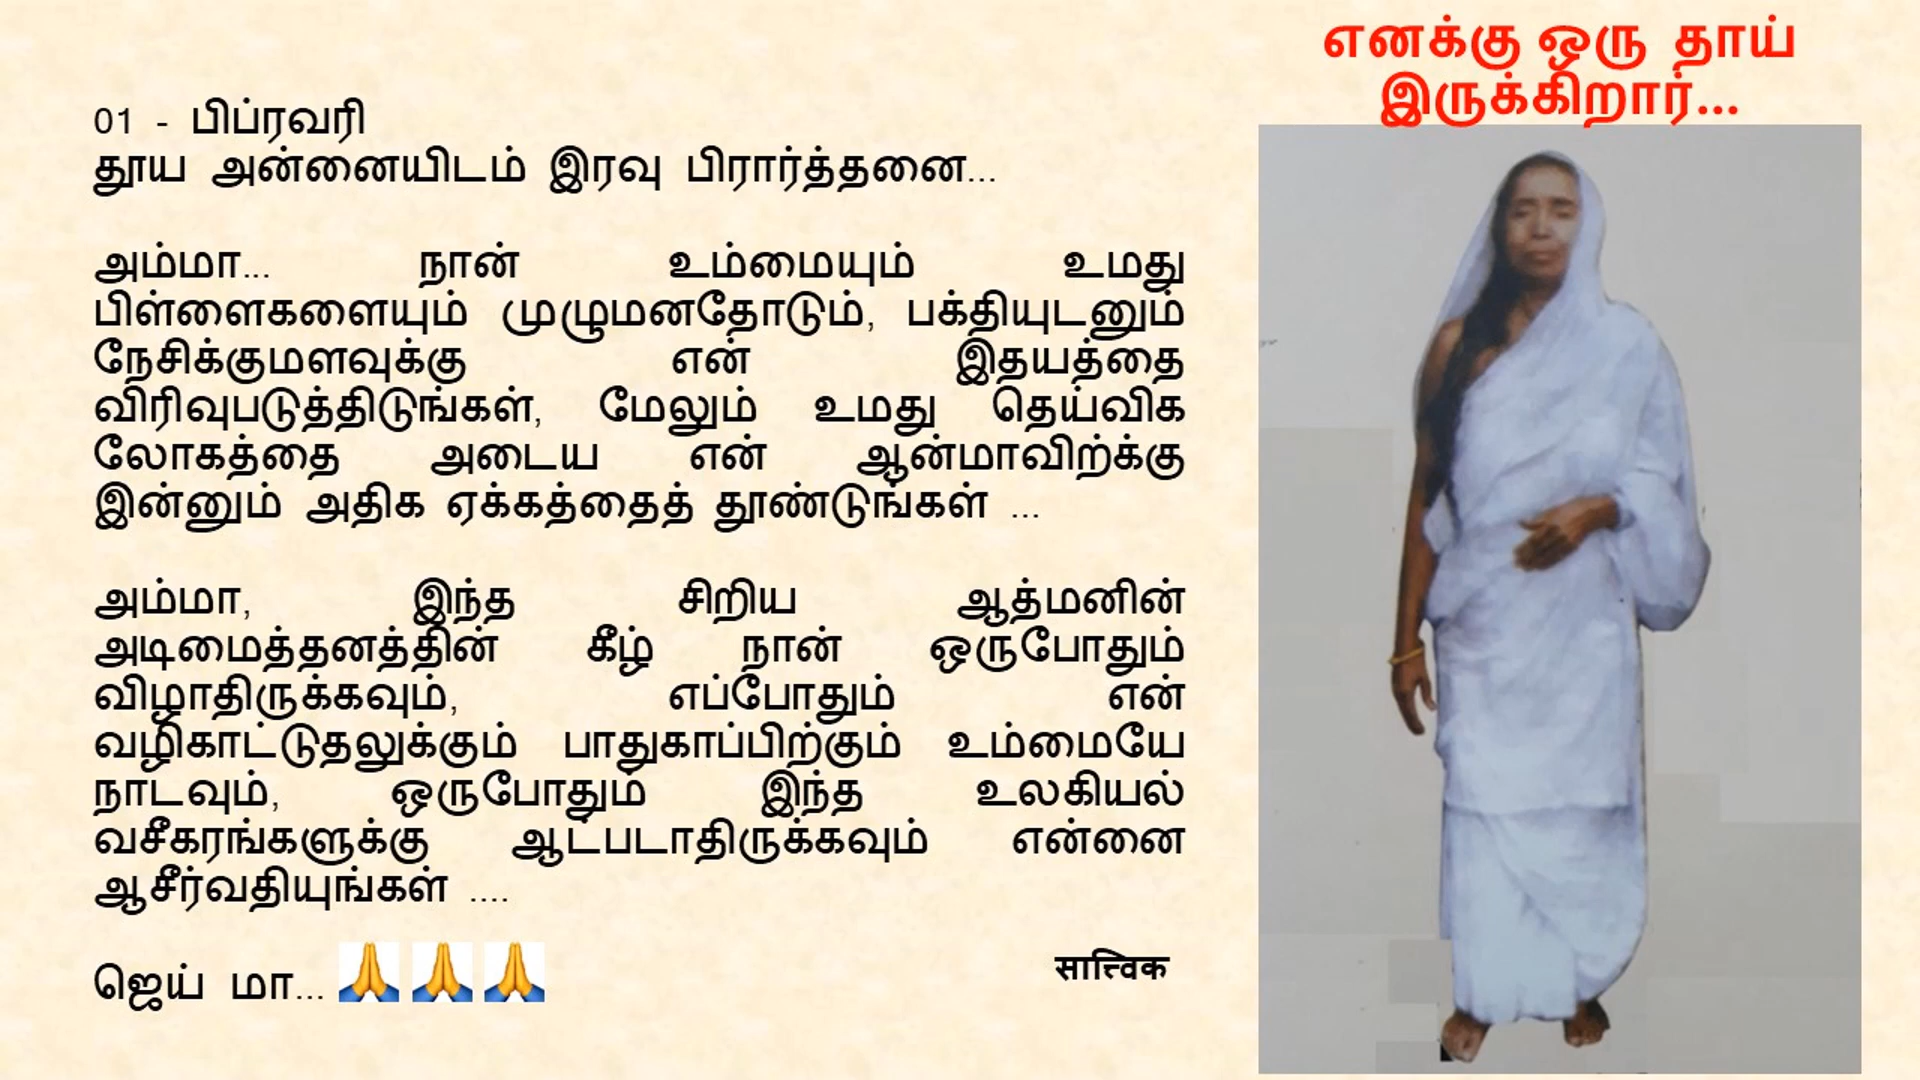 எனக்கு ஒரு தாய்
இருக்கிறார்...
01 - பிப்ரவரி
தூய அன்னையிடம் இரவு பிரார்த்தனை...
அம்மா... நான் உம்மையும் உமது
பிள்ளைகளையும் முழுமனதோடும், பக்தியுடனும்
நேசிக்குமளவுக்கு என் இதயத்தை
விரிவுபடுத்திடுங்கள், மேலும் உமது தெய்விக
லோகத்தை அடைய என் ஆன்மாவிற்க்கு
இன்னும் அதிக ஏக்கத்தைத் தூண்டுங்கள் ...
அம்மா, இந்த சிறிய ஆத்மனின்
அடிமைத்தனத்தின் கீழ் நான் ஒருபோதும்
விழாதிருக்கவும், எப்போதும் என்
வழிகாட்டுதலுக்கும் பாதுகாப்பிற்கும் உம்மையே
நாடவும், ஒருபோதும் இந்த உலகியல்
வசீகரங்களுக்கு ஆட்படாதிருக்கவும் என்னை
ஆசீர்வதியுங்கள் ....
ஜெய் மா... 🙏 🙏 🙏
सात्त्विक